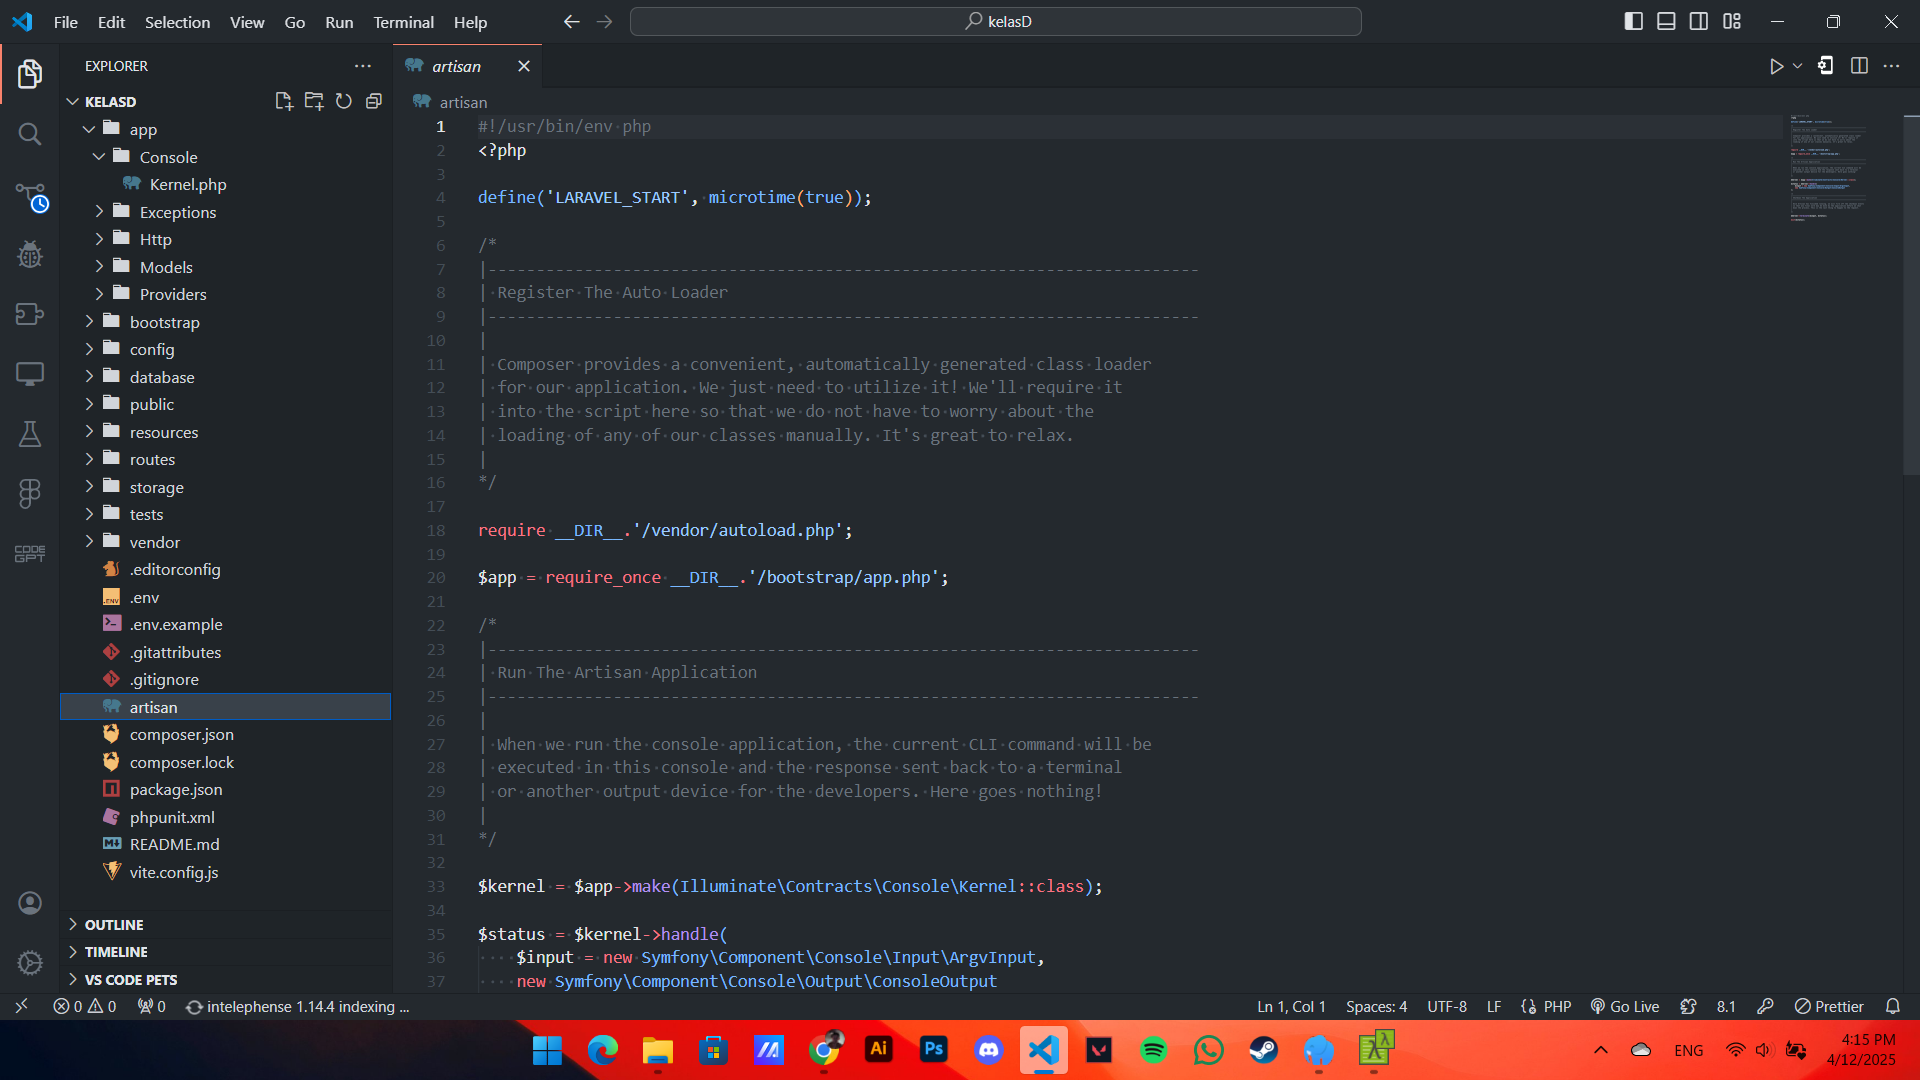 File Edit Selection View Go Run Terminal Help
kelasD
EXPLORER
KELASD
app
Console
Kernel.php
Exceptions
Http
Models
Providers
bootstrap
config
database
public
resources
routes
storage
tests
vendor
.editorconfig
.env
.env.example
.gitattributes
.gitignore
artisan
composer.json
composer.lock
package.json
phpunit.xml
README.md
vite.config.js
OUTLINE
TIMELINE
VS CODE PETS
CODE
GPT
artisan
artisan
1 #!/usr/bin/env php
2 <?php
3
4 define('LARAVEL_START', microtime(true));
5
6 /*
7 |--------------------------------------------------------------------------
8 | Register The Auto Loader
9 |--------------------------------------------------------------------------
10 |
11 | Composer provides a convenient, automatically generated class loader
12 | for our application. We just need to utilize it! We'll require it
13 | into the script here so that we do not have to worry about the
14 | loading of any of our classes manually. It's great to relax.
15 |
16 */
17
18 require __DIR__.'/vendor/autoload.php';
19
20 $app = require_once __DIR__.'/bootstrap/app.php';
21
22 /*
23 |--------------------------------------------------------------------------
24 | Run The Artisan Application
25 |--------------------------------------------------------------------------
26 |
27 | When we run the console application, the current CLI command will be
28 | executed in this console and the response sent back to a terminal
29 | or another output device for the developers. Here goes nothing!
30 |
31 */
32
33 $kernel = $app->make(Illuminate\Contracts\Console\Kernel::class);
34
35 $status = $kernel->handle(
36 $input = new Symfony\Component\Console\Input\ArgvInput,
37 new Symfony\Component\Console\Output\ConsoleOutput
0 0 0 intelephense 1.14.4 indexing ... Ln 1, Col 1 Spaces: 4 UTF-8 LF PHP Go Live 8.1 Prettier
Ai Ps ENG 4:15 PM
4/12/2025